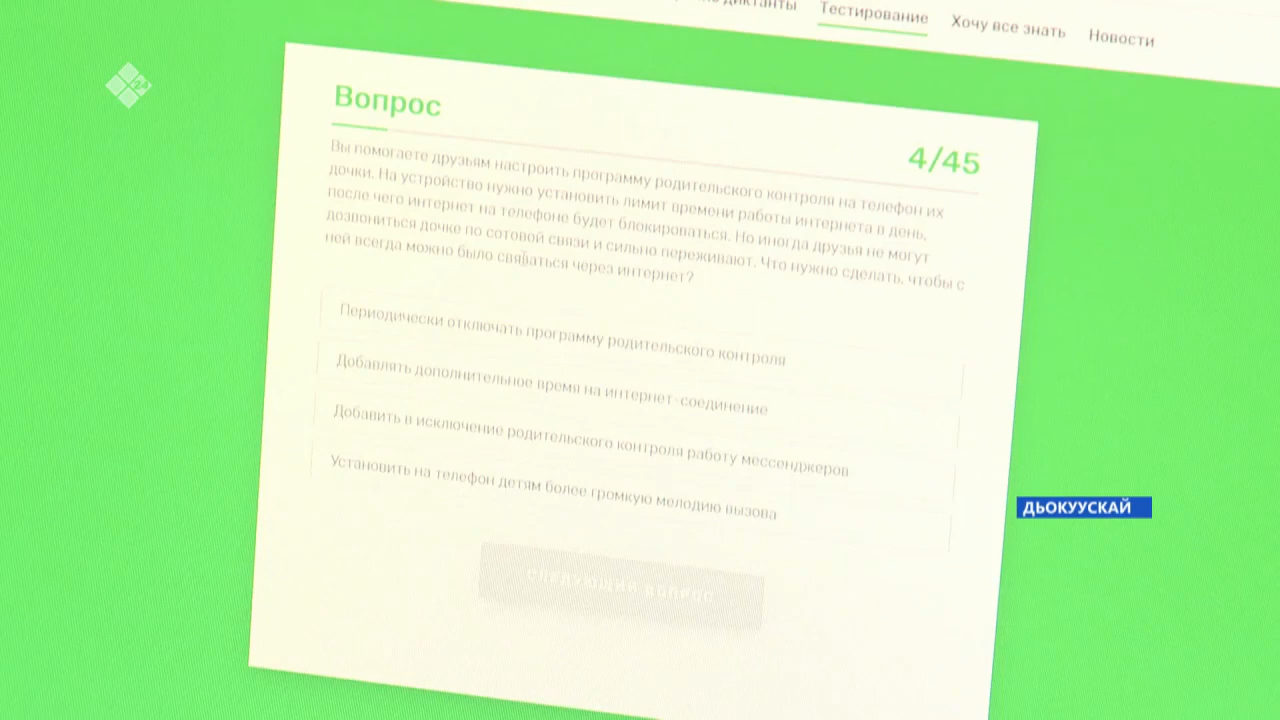 диктанты Тестирование Хочу все знать Новости
24
Вопрос
4/45
Вы помогаете друзьям настроить программу родительского контроля на телефон их
дочки. На устройство нужно установить лимит времени работы интернета в день,
после чего интернет на телефоне будет блокироваться. Но иногда друзья не могут
дозвониться дочке по сотовой связи и сильно переживают. Что нужно сделать, чтобы с
ней всегда можно было связаться через интернет?
Периодически отключать программу родительского контроля
Добавлять дополнительное время на интернет-соединение
Добавить в исключение родительского контроля работу мессенджеров
Установить на телефон детям более громкую мелодию вызова
СЛЕДУЮЩИЙ ВОПРОС
ДЬОКУУСКАЙ